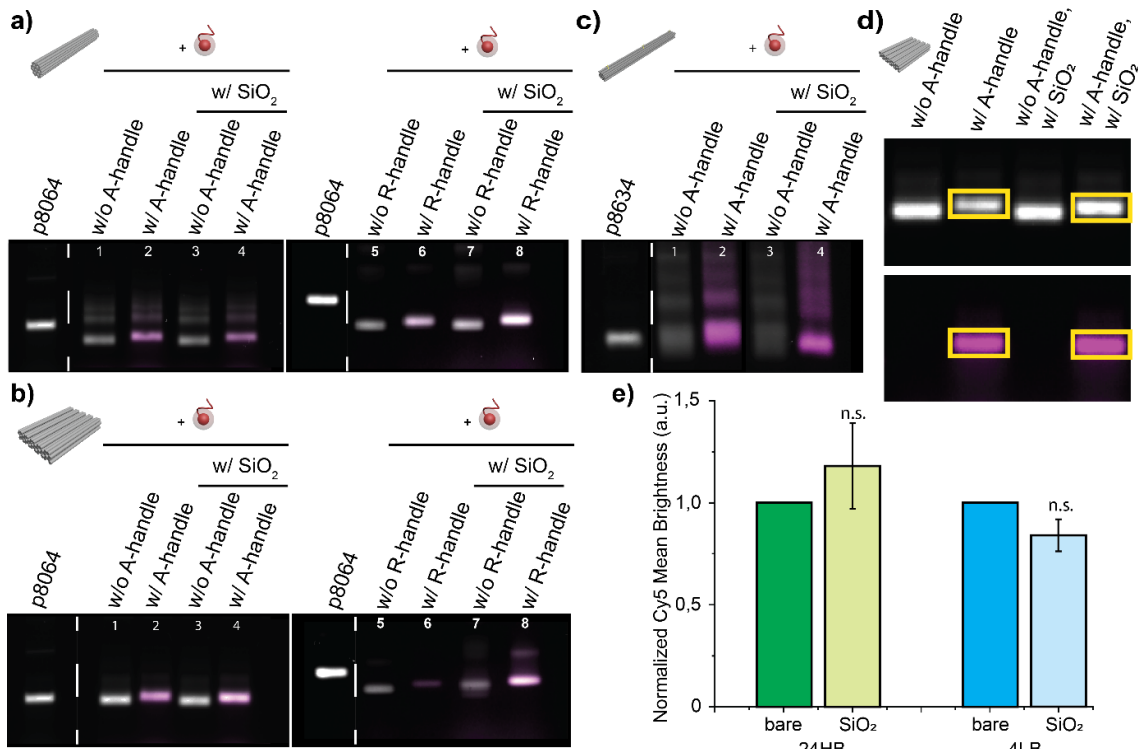 a)
+
w/ SiO₂
p8064
w/o A-handle
w/ A-handle
w/o A-handle
w/ A-handle
1
2
3
4
+
w/ SiO₂
p8064
w/o R-handle
w/ R-handle
w/o R-handle
w/ R-handle
5
6
7
8
b)
+
w/ SiO₂
p8064
w/o A-handle
w/ A-handle
w/o A-handle
w/ A-handle
1
2
3
4
+
w/ SiO₂
p8064
w/o R-handle
w/ R-handle
w/o R-handle
w/ R-handle
5
6
7
8
c)
+
w/ SiO₂
p8634
w/o A-handle
w/ A-handle
w/o A-handle
w/ A-handle
1
2
3
4
d)
w/o A-handle
w/ A-handle
w/o A-handle,
w/ SiO₂
w/ A-handle,
w/ SiO₂
e)
Normalized Cy5 Mean Brightness (a.u.)
1,5
1,0
0,5
0
n.s.
n.s.
bare
SiO₂
bare
SiO₂
24HB
4LB